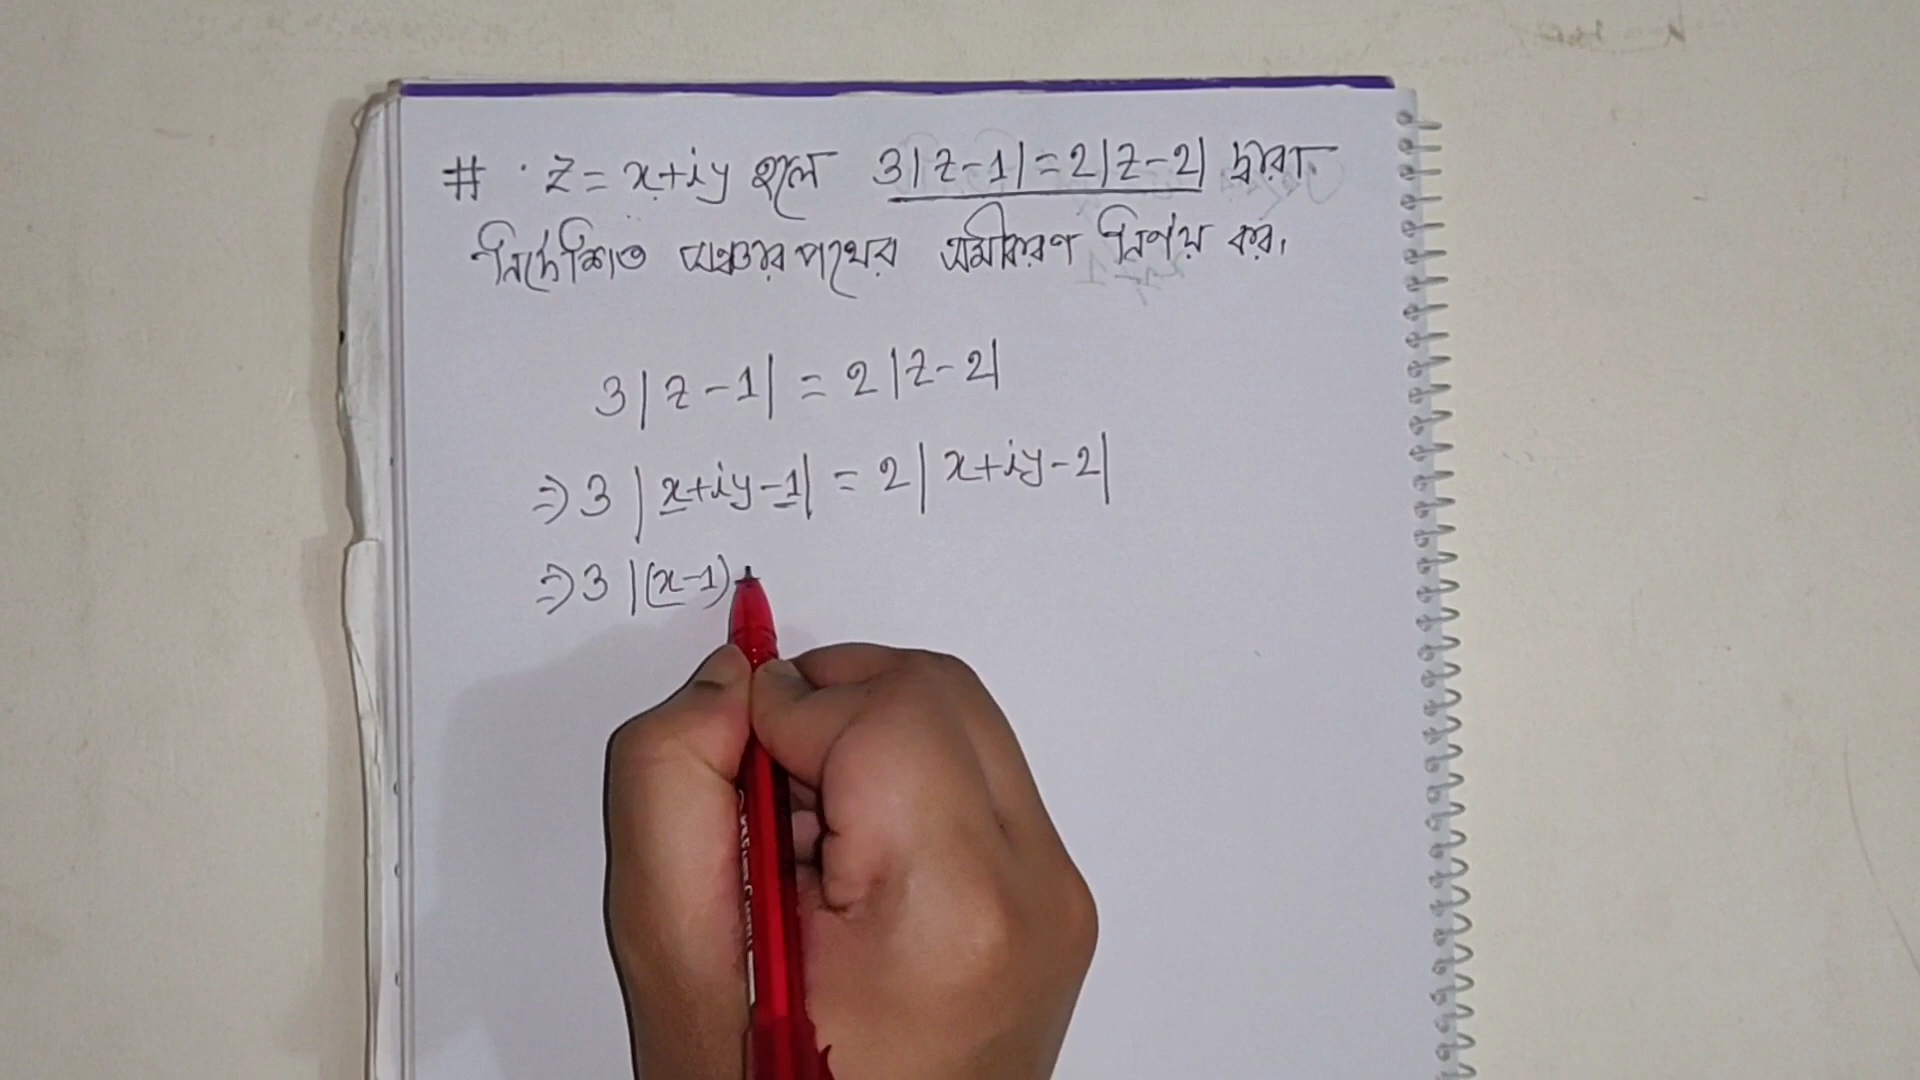 # · z = x+iy হলে 3|z-1|=2|z-2| দ্বারা
নির্দেশিত সঞ্চার পথের সমীকরণ নির্ণয় কর।
3|z-1| = 2|z-2|
⇒ 3 |x+iy-1| = 2|x+iy-2|
⇒ 3 |(x-1)